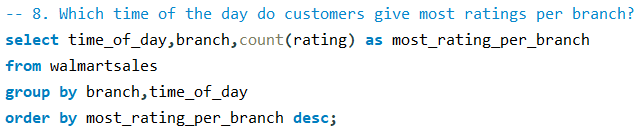 -- 8. Which time of the day do customers give most ratings per branch?
select time_of_day,branch,count(rating) as most_rating_per_branch
from walmartsales
group by branch,time_of_day
order by most_rating_per_branch desc;